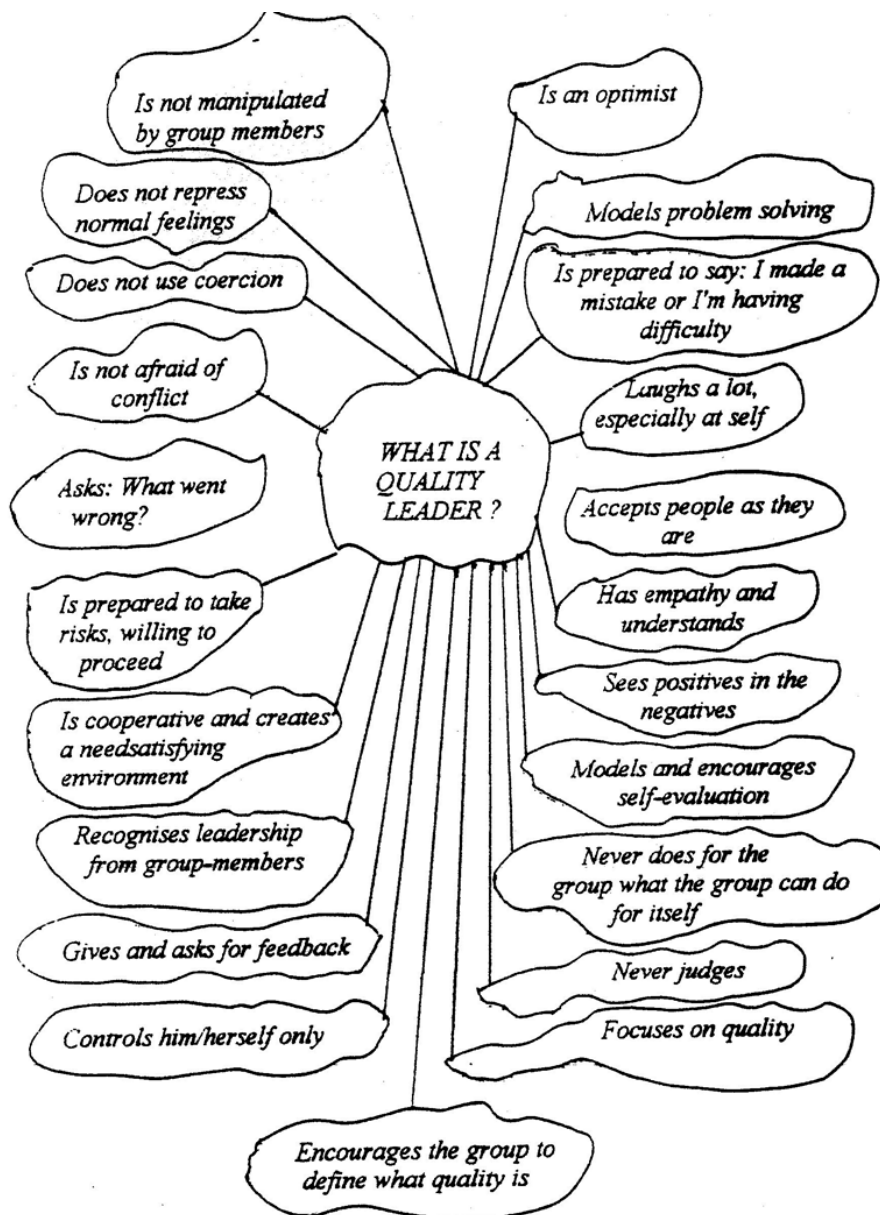 Is not manipulated
by group members
Is an optimist
Does not repress
normal feelings
Models problem solving
Does not use coercion
Is prepared to say: I made a
mistake or I'm having
difficulty
Is not afraid of
conflict
Laughs a lot,
especially at self
WHAT IS A
QUALITY
LEADER ?
Asks: What went
wrong?
Accepts people as they
are
Is prepared to take
risks, willing to
proceed
Has empathy and
understands
Sees positives in the
negatives
Is cooperative and creates
a needsatisfying
environment
Models and encourages
self-evaluation
Recognises leadership
from group-members
Never does for the
group what the group can do
for itself
Gives and asks for feedback
Never judges
Controls him/herself only
Focuses on quality
Encourages the group to
define what quality is